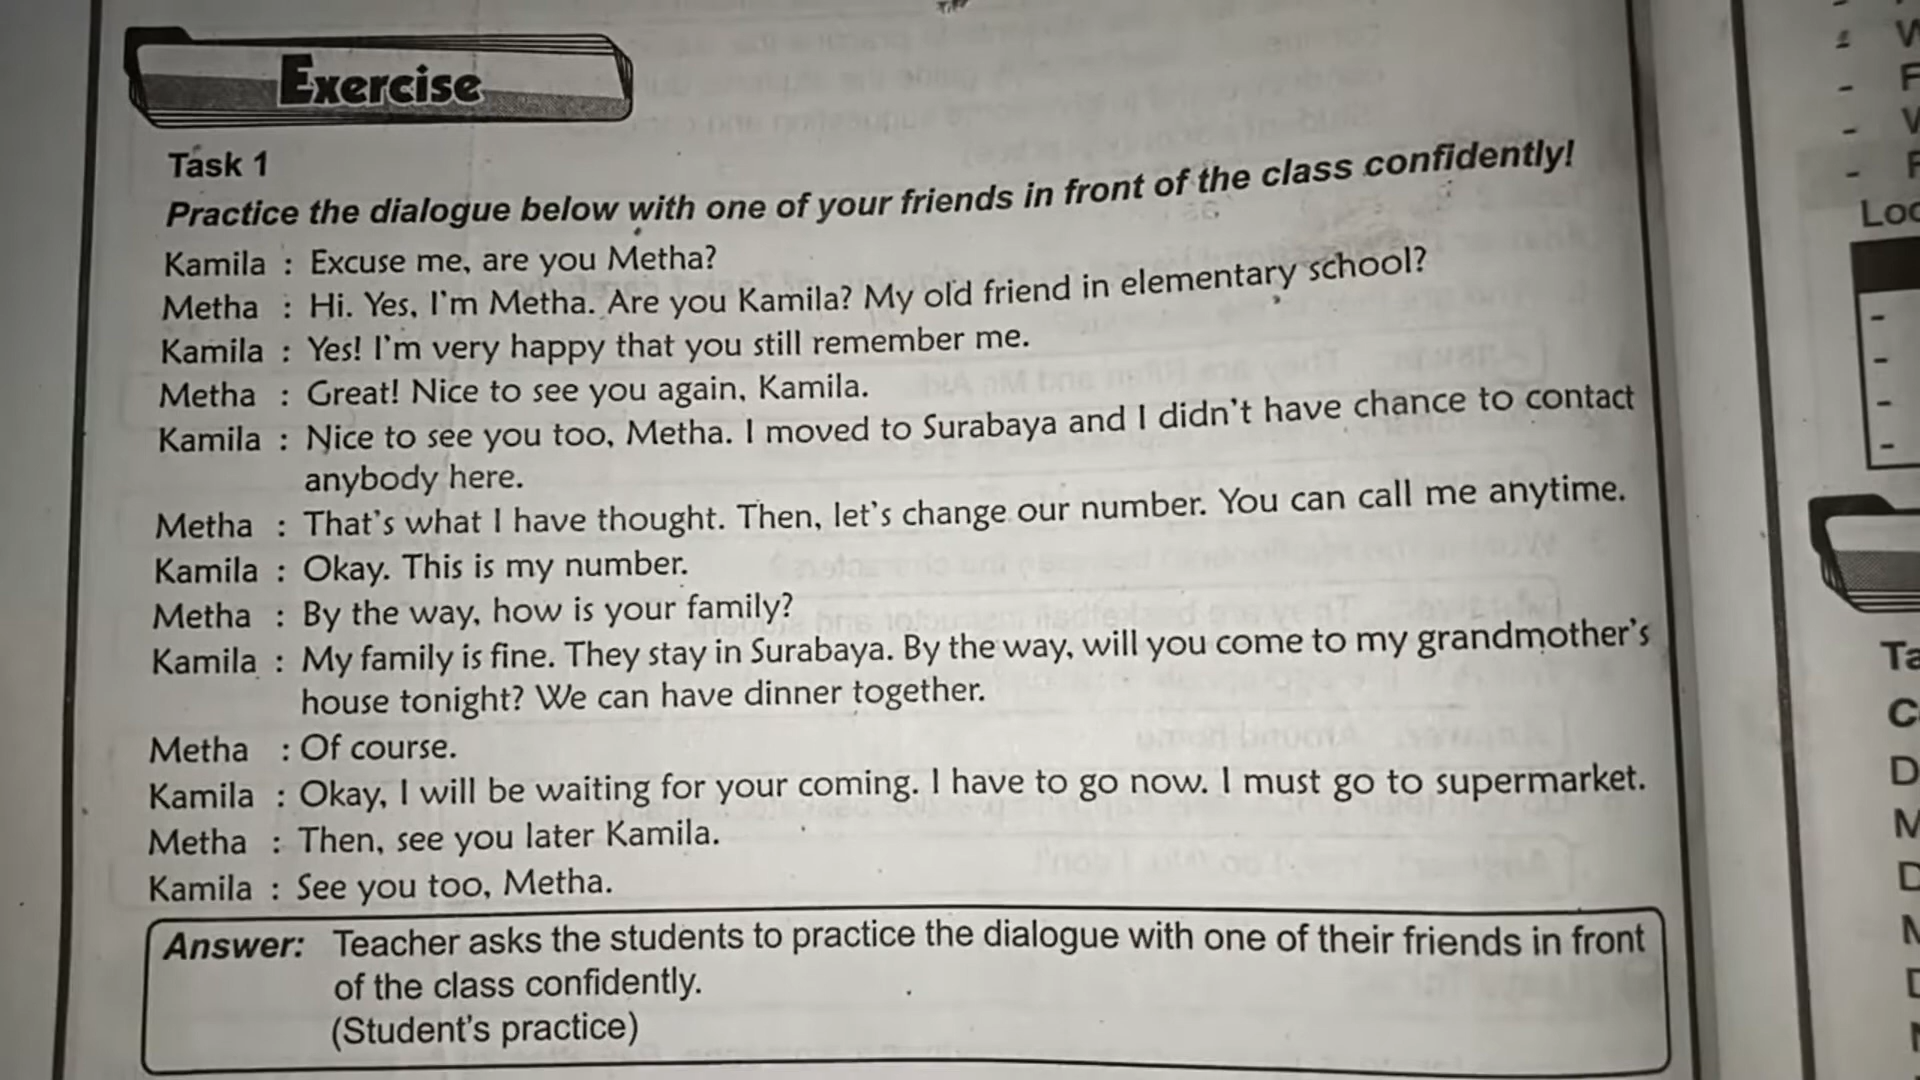 Exercise
Task 1
Practice the dialogue below with one of your friends in front of the class confidently!
Kamila : Excuse me, are you Metha?
Metha : Hi. Yes, I'm Metha. Are you Kamila? My old friend in elementary school?
Kamila : Yes! I'm very happy that you still remember me.
Metha : Great! Nice to see you again, Kamila.
Kamila : Nice to see you too, Metha. I moved to Surabaya and I didn't have chance to contact
anybody here.
Metha : That's what I have thought. Then, let's change our number. You can call me anytime.
Kamila : Okay. This is my number.
Metha : By the way, how is your family?
Kamila : My family is fine. They stay in Surabaya. By the way, will you come to my grandmother's
house tonight? We can have dinner together.
Metha : Of course.
Kamila : Okay, I will be waiting for your coming. I have to go now. I must go to supermarket.
Metha : Then, see you later Kamila.
Kamila : See you too, Metha.
Answer: Teacher asks the students to practice the dialogue with one of their friends in front
of the class confidently.
(Student's practice)